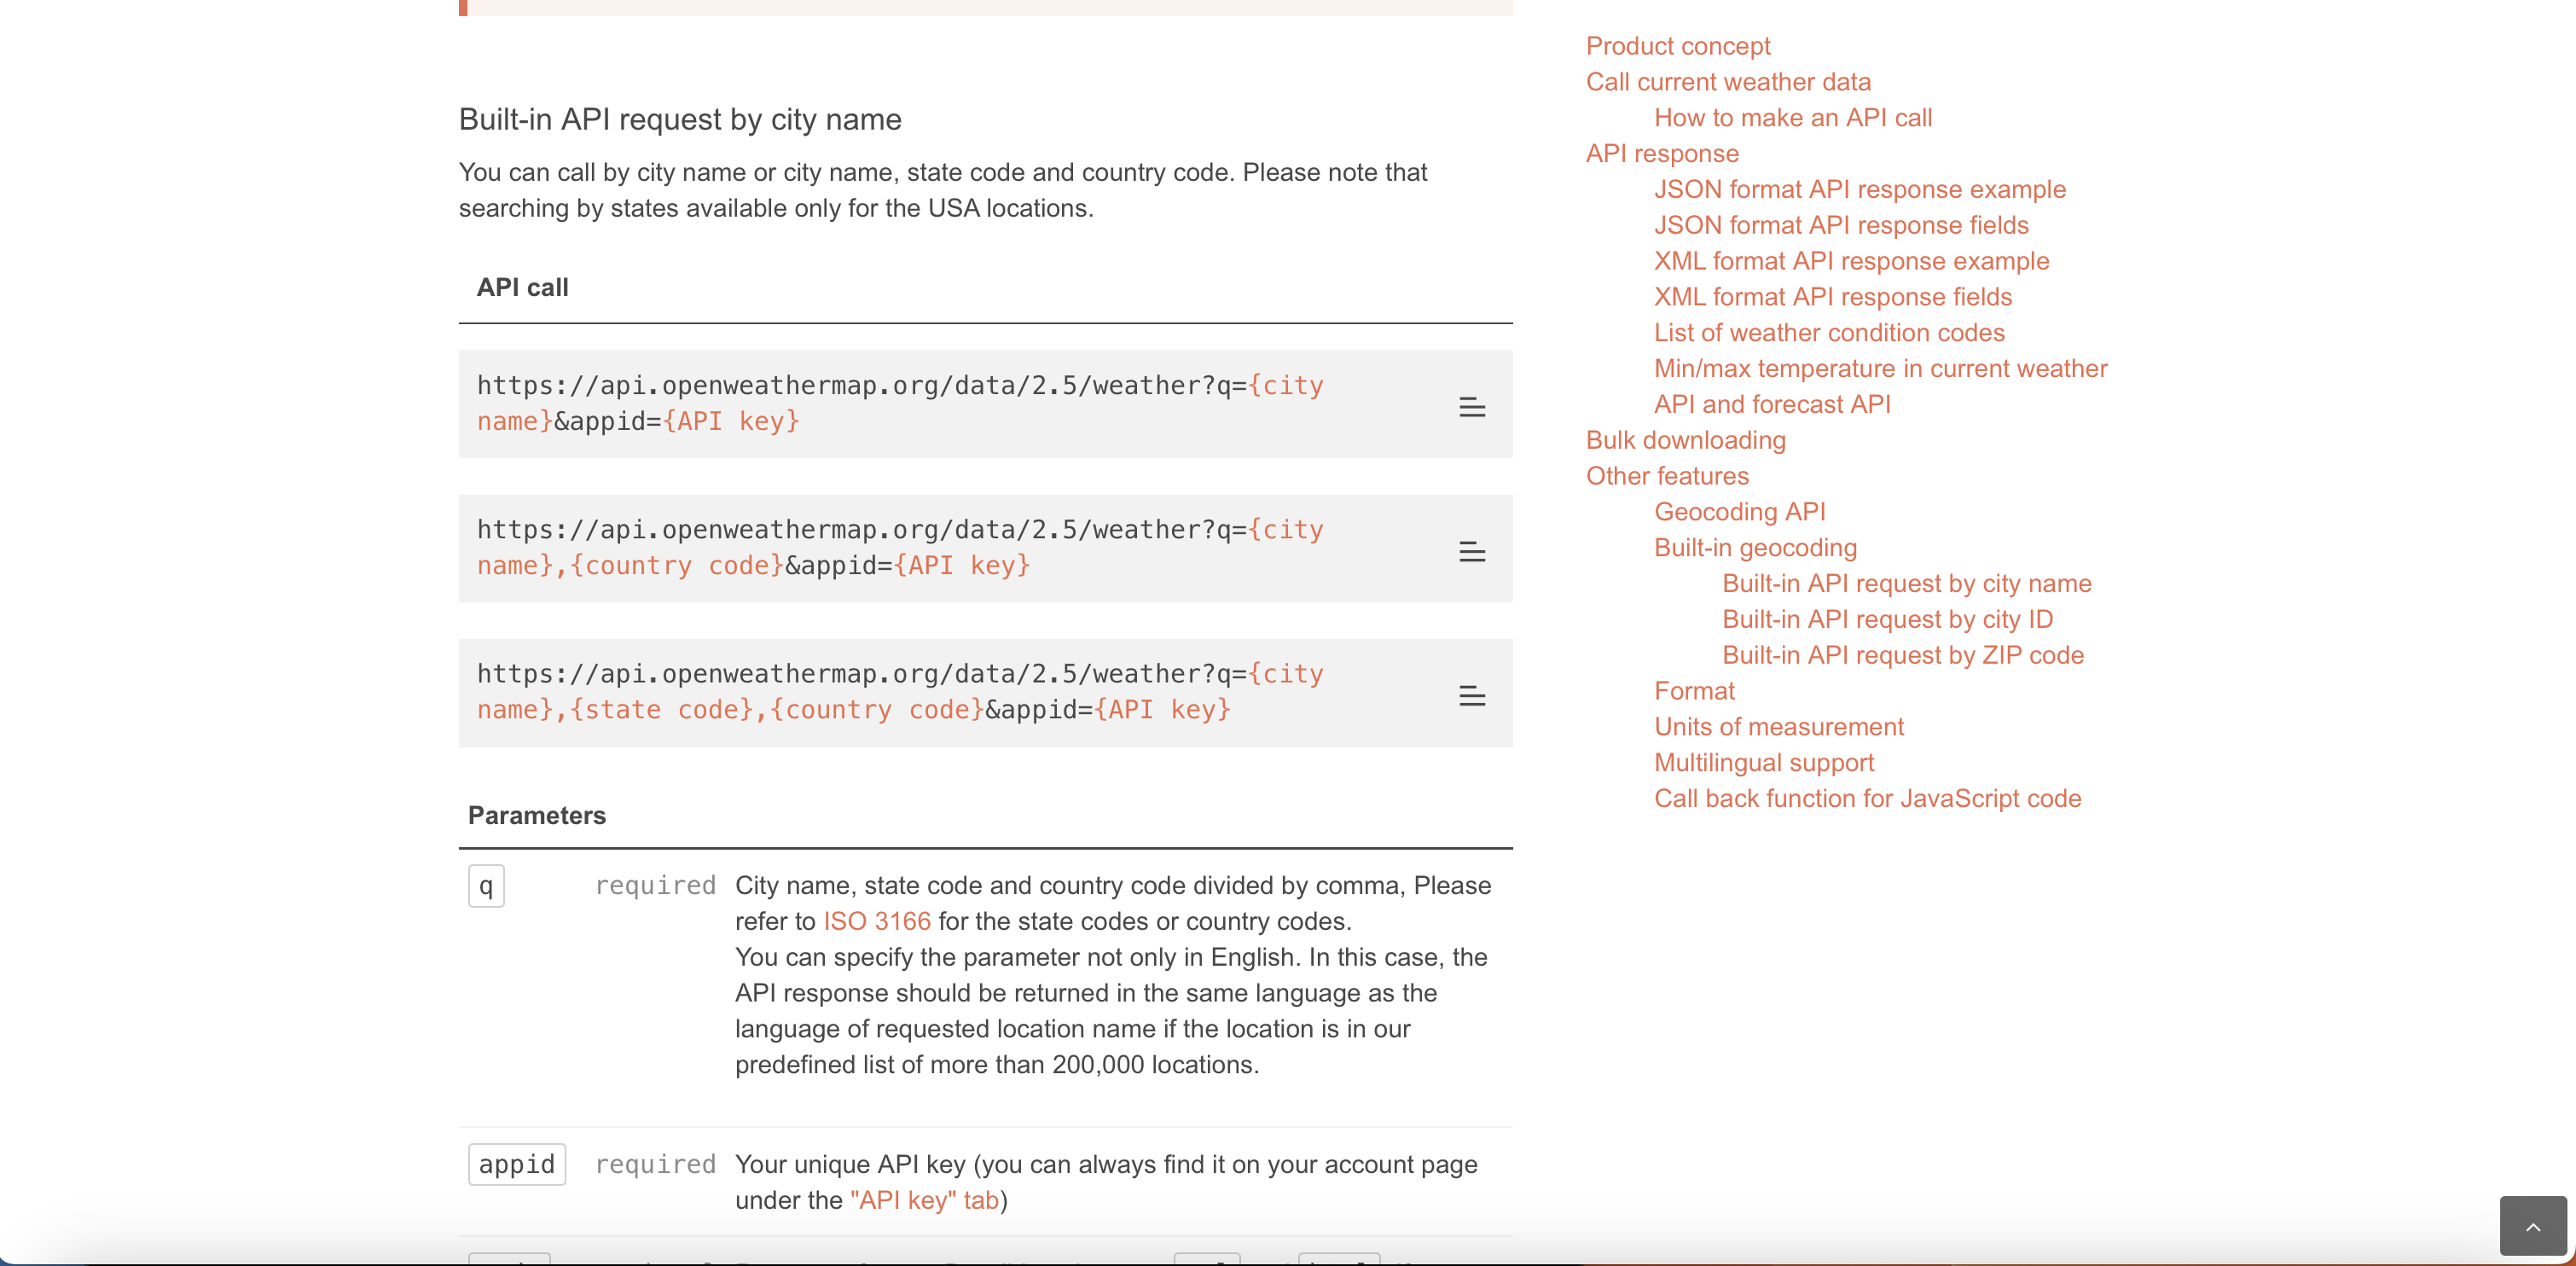 Built-in API request by city name
You can call by city name or city name, state code and country code. Please note that
searching by states available only for the USA locations.
API call
https://api.openweathermap.org/data/2.5/weather?q={city
name}&appid={API key}
https://api.openweathermap.org/data/2.5/weather?q={city
name},{country code}&appid={API key}
https://api.openweathermap.org/data/2.5/weather?q={city
name},{state code},{country code}&appid={API key}
Parameters
q required City name, state code and country code divided by comma, Please
refer to ISO 3166 for the state codes or country codes.
You can specify the parameter not only in English. In this case, the
API response should be returned in the same language as the
language of requested location name if the location is in our
predefined list of more than 200,000 locations.
appid required Your unique API key (you can always find it on your account page
under the "API key" tab)
Product concept
Call current weather data
How to make an API call
API response
JSON format API response example
JSON format API response fields
XML format API response example
XML format API response fields
List of weather condition codes
Min/max temperature in current weather
API and forecast API
Bulk downloading
Other features
Geocoding API
Built-in geocoding
Built-in API request by city name
Built-in API request by city ID
Built-in API request by ZIP code
Format
Units of measurement
Multilingual support
Call back function for JavaScript code